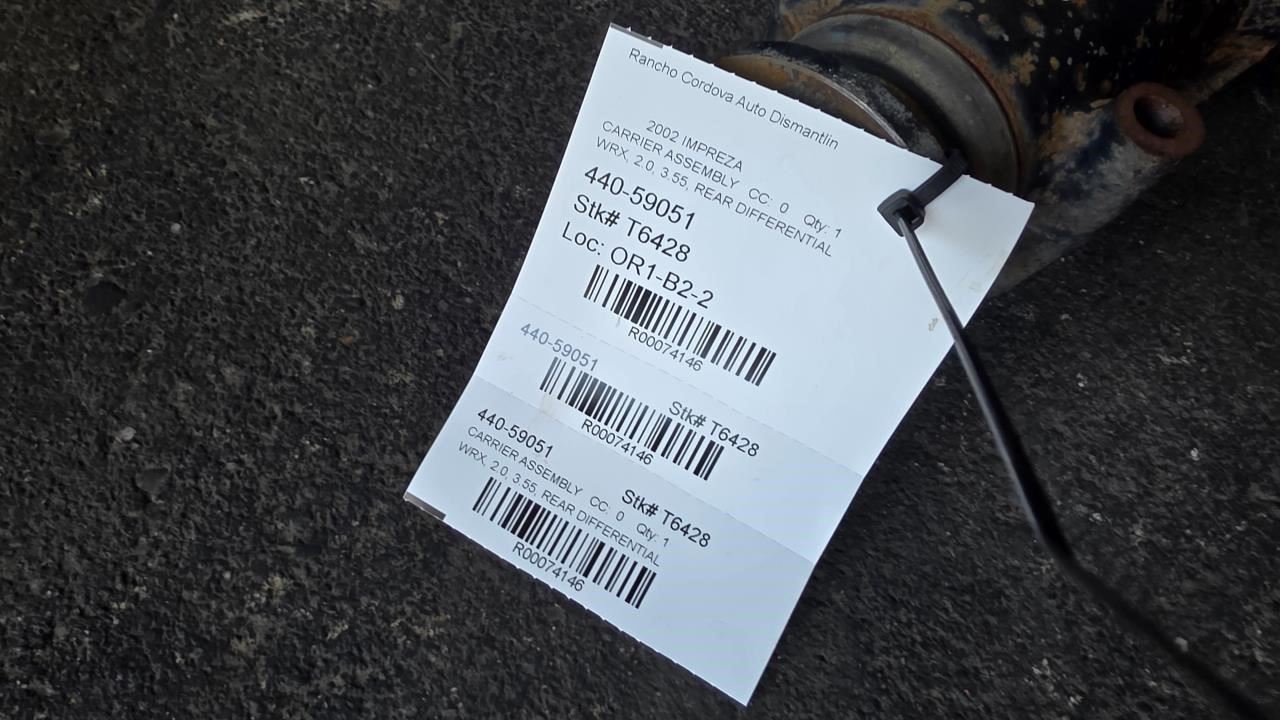 Rancho Cordova Auto Dismantlin
2002 IMPREZA
CARRIER ASSEMBLY CC: 0 Qty: 1
WRX, 2.0, 3.55, REAR DIFFERENTIAL
440-59051
Stk# T6428
Loc: OR1-B2-2
R00074146
440-59051
Stk# T6428
R00074146
440-59051
Stk# T6428
CARRIER ASSEMBLY CC: 0 Qty: 1
WRX, 2.0, 3.55, REAR DIFFERENTIAL
R00074146